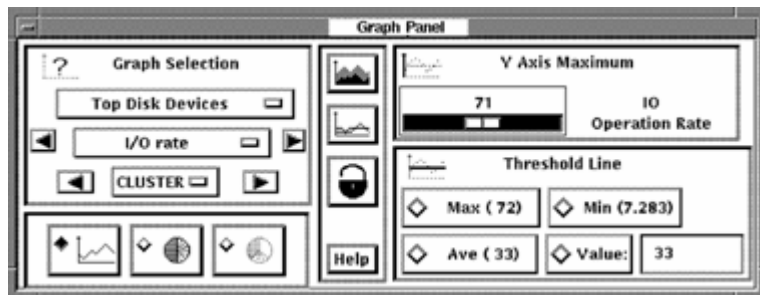 Graph Panel
? Graph Selection
Top Disk Devices
I/O rate
CLUSTER
Help
Y Axis Maximum
71
IO
Operation Rate
Threshold Line
Max ( 72)
Min (7.283)
Ave ( 33)
Value:
33